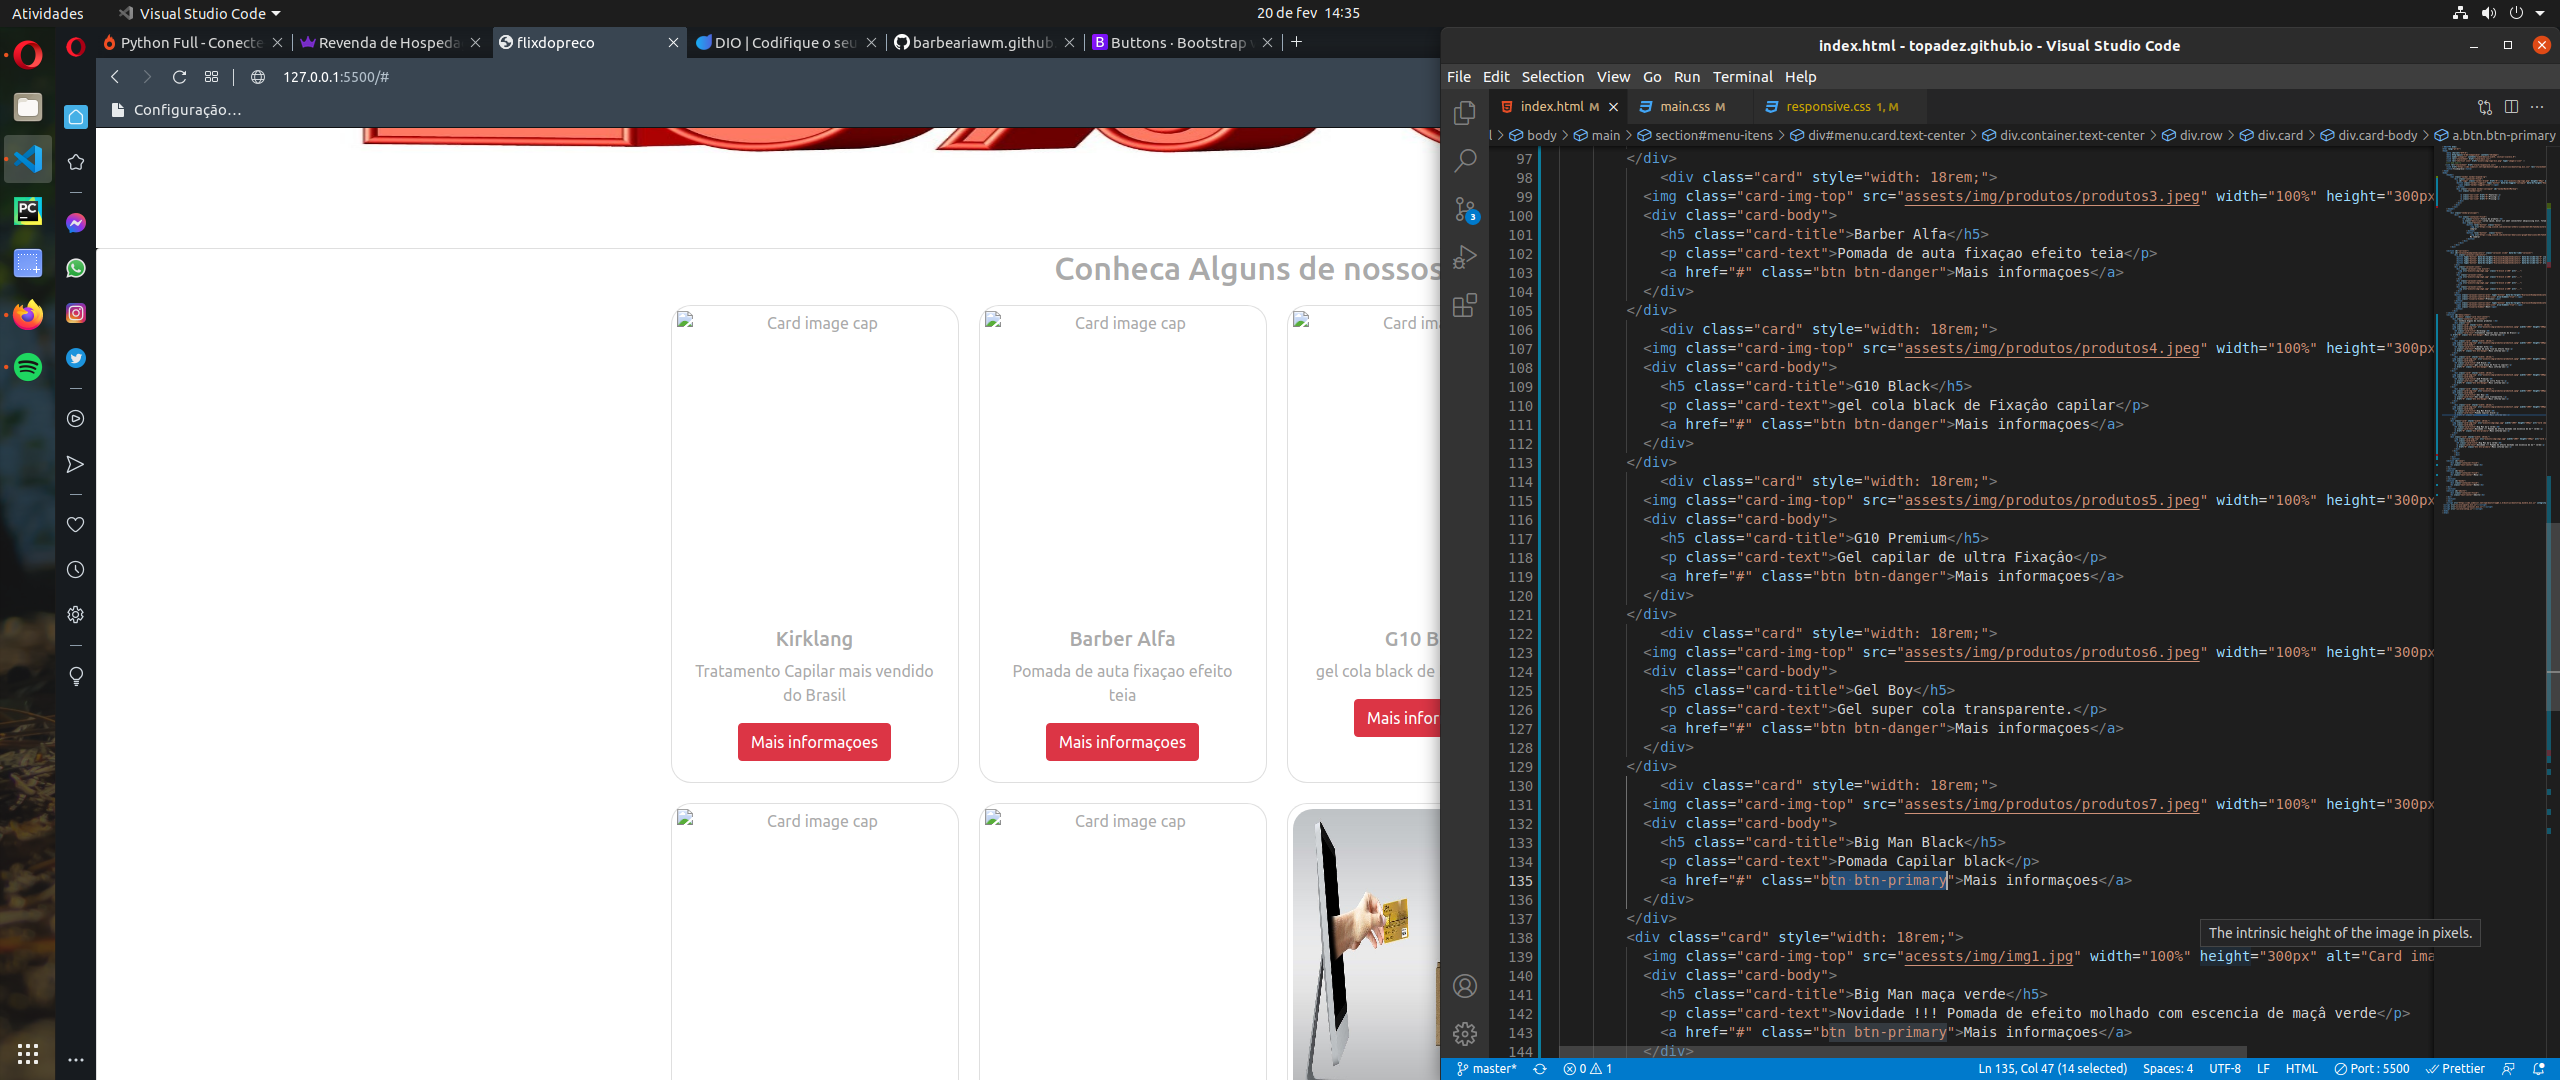 Atividades
Visual Studio Code
20 de fev 14:35
Python Full - Conecte
Revenda de Hospeda
flixdopreco
DIO | Codifique o seu
barbeariawm.github.
Buttons · Bootstrap v
127.0.0.1:5500/#
Configuração…
Conheca Alguns de nossos
Card image cap
Card image cap
Card ima
Kirklang
Barber Alfa
G10 B
Tratamento Capilar mais vendido
do Brasil
Pomada de auta fixaçao efeito
teia
gel cola black de
Mais informaçoes
Mais informaçoes
Mais infor
Card image cap
Card image cap
index.html - topadez.github.io - Visual Studio Code
File Edit Selection View Go Run Terminal Help
index.html M
main.css M
responsive.css 1, M
l > body > main > section#menu-itens > div#menu.card.text-center > div.container.text-center > div.row > div.card > div.card-body > a.btn.btn-primary
97 </div>
98 <div class="card" style="width: 18rem;">
99 <img class="card-img-top" src="assests/img/produtos/produtos3.jpeg" width="100%" height="300px
100 <div class="card-body">
101 <h5 class="card-title">Barber Alfa</h5>
102 <p class="card-text">Pomada de auta fixaçao efeito teia</p>
103 <a href="#" class="btn btn-danger">Mais informaçoes</a>
104 </div>
105 </div>
106 <div class="card" style="width: 18rem;">
107 <img class="card-img-top" src="assests/img/produtos/produtos4.jpeg" width="100%" height="300px
108 <div class="card-body">
109 <h5 class="card-title">G10 Black</h5>
110 <p class="card-text">gel cola black de Fixaçâo capilar</p>
111 <a href="#" class="btn btn-danger">Mais informaçoes</a>
112 </div>
113 </div>
114 <div class="card" style="width: 18rem;">
115 <img class="card-img-top" src="assests/img/produtos/produtos5.jpeg" width="100%" height="300px
116 <div class="card-body">
117 <h5 class="card-title">G10 Premium</h5>
118 <p class="card-text">Gel capilar de ultra Fixaçâo</p>
119 <a href="#" class="btn btn-danger">Mais informaçoes</a>
120 </div>
121 </div>
122 <div class="card" style="width: 18rem;">
123 <img class="card-img-top" src="assests/img/produtos/produtos6.jpeg" width="100%" height="300px
124 <div class="card-body">
125 <h5 class="card-title">Gel Boy</h5>
126 <p class="card-text">Gel super cola transparente.</p>
127 <a href="#" class="btn btn-danger">Mais informaçoes</a>
128 </div>
129 </div>
130 <div class="card" style="width: 18rem;">
131 <img class="card-img-top" src="assests/img/produtos/produtos7.jpeg" width="100%" height="300px
132 <div class="card-body">
133 <h5 class="card-title">Big Man Black</h5>
134 <p class="card-text">Pomada Capilar black</p>
135 <a href="#" class="btn btn-primary">Mais informaçoes</a>
136 </div>
137 </div>
138 <div class="card" style="width: 18rem;">
The intrinsic height of the image in pixels.
139 <img class="card-img-top" src="acessts/img/img1.jpg" width="100%" height="300px" alt="Card ima
140 <div class="card-body">
141 <h5 class="card-title">Big Man maça verde</h5>
142 <p class="card-text">Novidade !!! Pomada de efeito molhado com escencia de maçâ verde</p>
143 <a href="#" class="btn btn-primary">Mais informaçoes</a>
144 </div>
3
PC
master*
0 1
Ln 135, Col 47 (14 selected)
Spaces: 4
UTF-8
LF
HTML
Port : 5500
Prettier